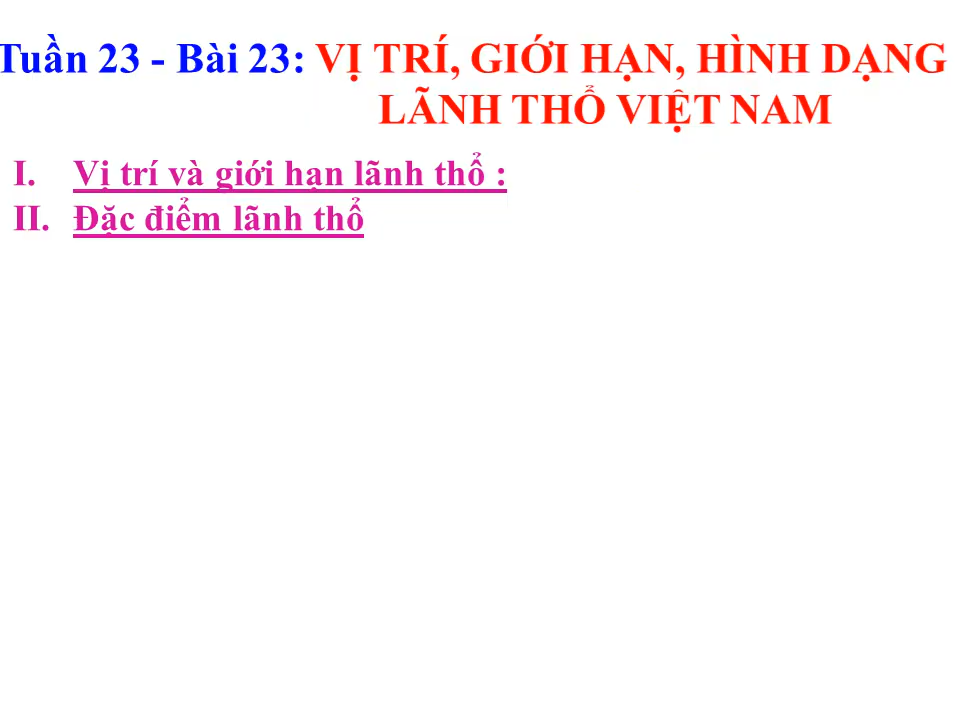 Tuần 23 - Bài 23: VỊ TRÍ, GIỚI HẠN, HÌNH DẠNG
LÃNH THỔ VIỆT NAM
I. Vị trí và giới hạn lãnh thổ :
II. Đặc điểm lãnh thổ